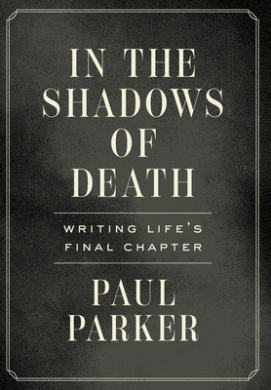 IN THE
SHADOWS
OF
DEATH
WRITING LIFE'S
FINAL CHAPTER
PAUL
PARKER